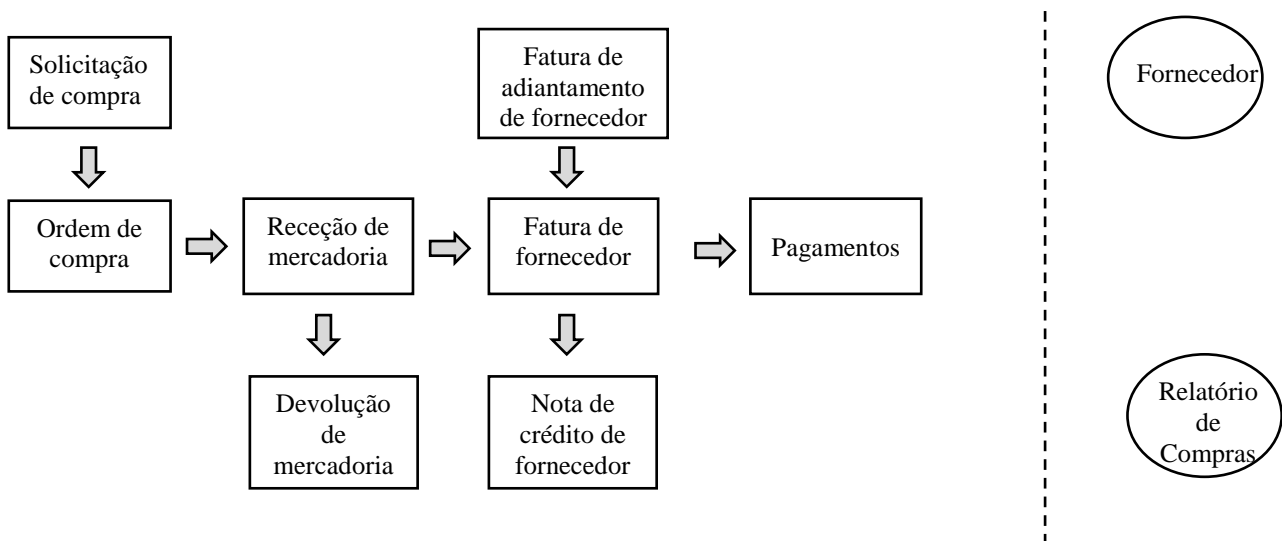 Solicitação
de compra
Fatura de
adiantamento
de fornecedor
Fornecedor
Ordem de
compra
Receção de
mercadoria
Fatura de
fornecedor
Pagamentos
Devolução
de
mercadoria
Nota de
crédito de
fornecedor
Relatório
de
Compras